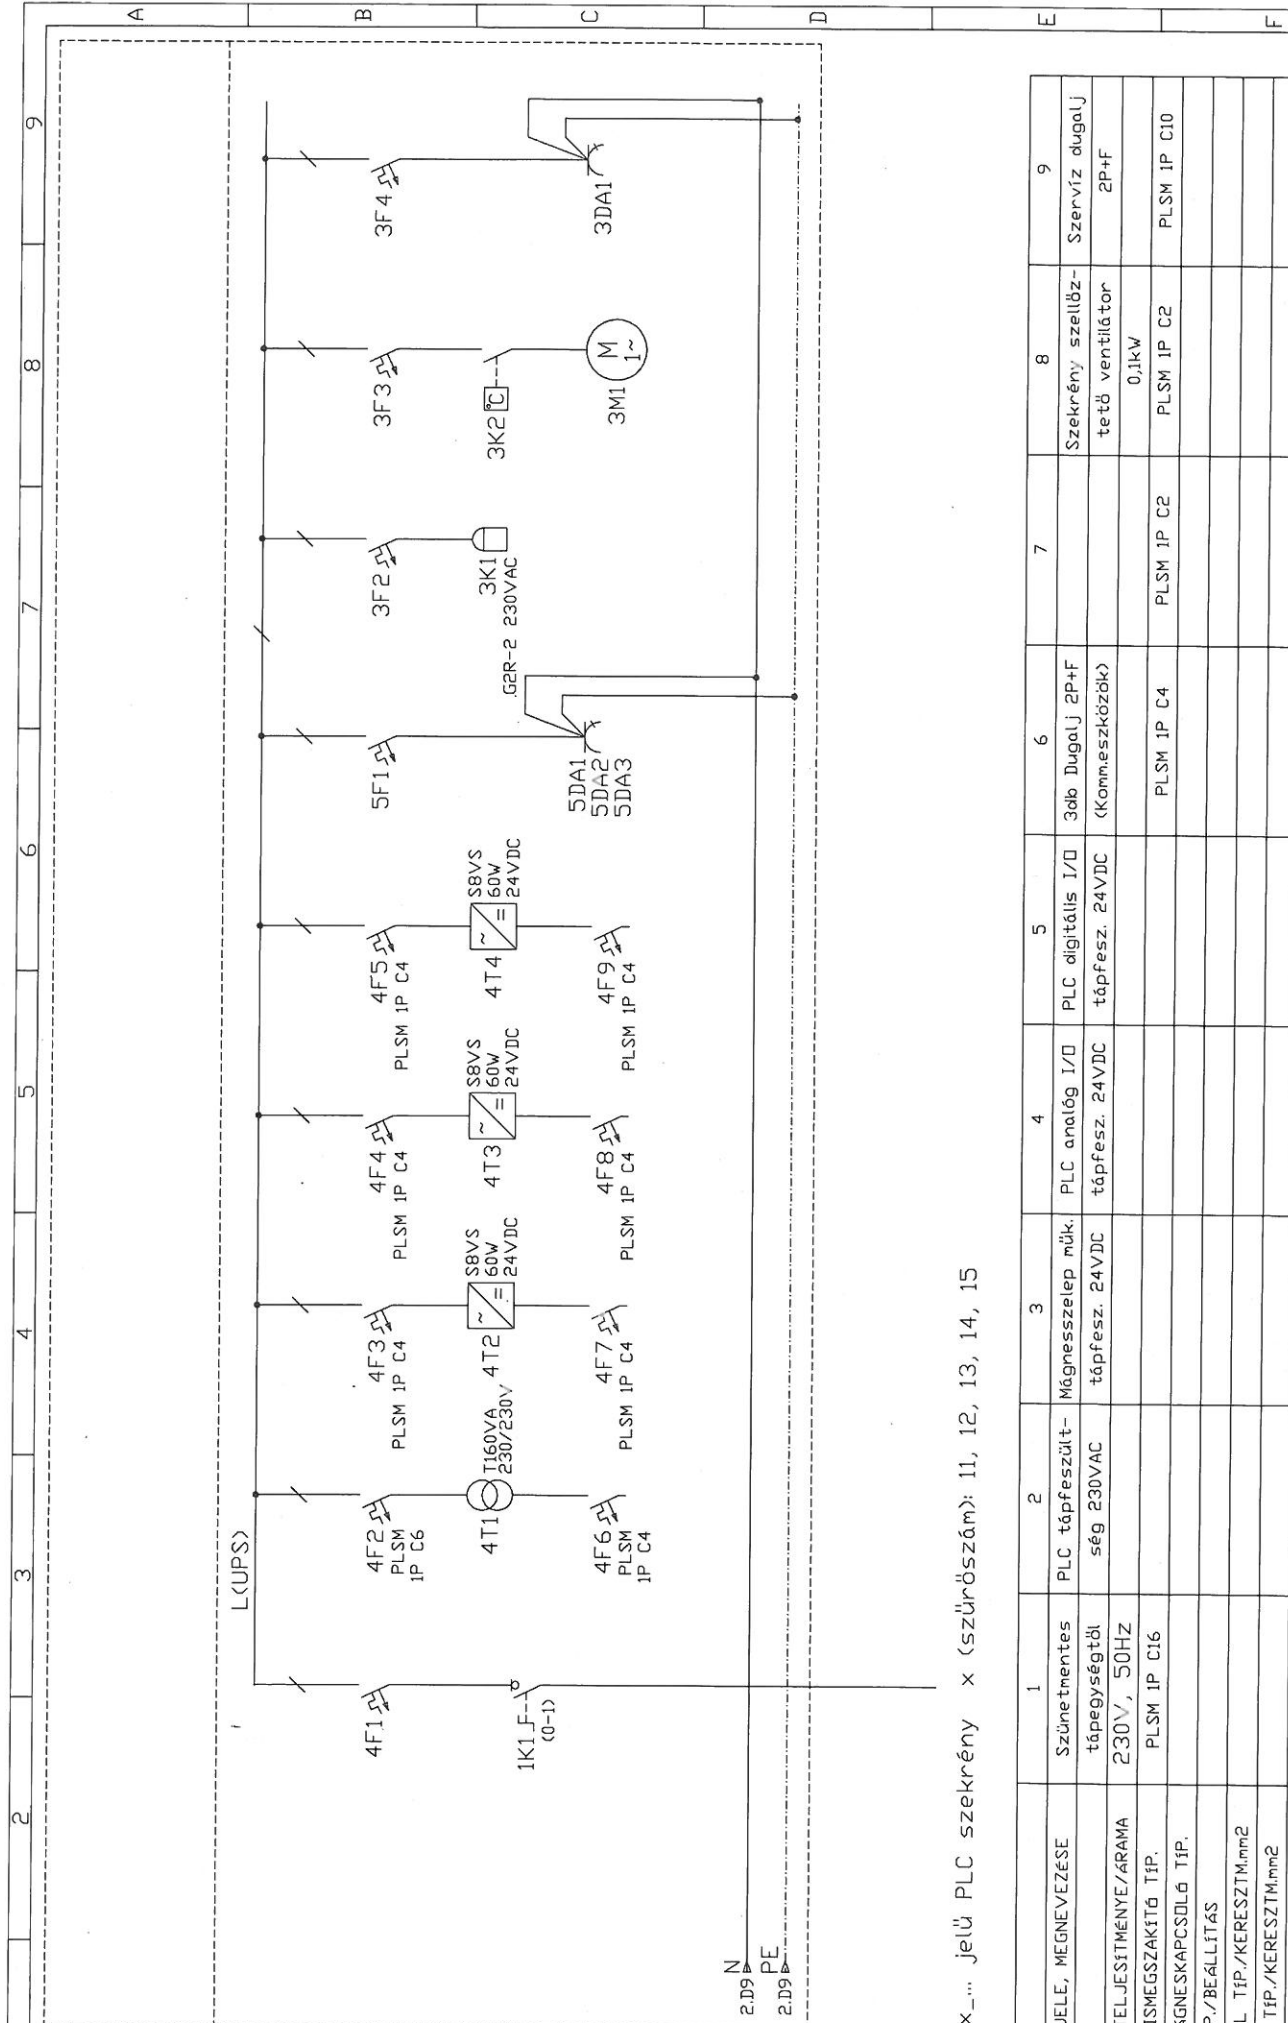 2
3
4
5
6
7
8
9
A
B
C
D
E
F
L(UPS)
4F1
1K1_F
(0-1)
4F2
PLSM
1P C6
4T1
T160VA
230/230V
4F6
PLSM
1P C4
4F3
PLSM 1P C4
4T2
S8VS
60W
24VDC
4F7
PLSM 1P C4
4F4
PLSM 1P C4
4T3
S8VS
60W
24VDC
4F8
PLSM 1P C4
4F5
PLSM 1P C4
4T4
S8VS
60W
24VDC
4F9
PLSM 1P C4
5F1
5DA1
5DA2
5DA3
3F2
3K1
G2R-2 230VAC
3F3
3K2 °C
M
1~
3M1
3F4
3DA1
2.D9 N
2.D9 PE
x_... jelű PLC szekrény x (szűrőszám): 11, 12, 13, 14, 15
JELE, MEGNEVEZÉSE
ELJESÍTMÉNYE/ÁRAMA
ISMEGSZAKÍTÓ TÍP.
GNESKAPCSOLÓ TÍP.
P./BEÁLLÍTÁS
L TÍP./KERESZTM.mm2
TÍP./KERESZTM.mm2
1
Szünetmentes
tápegységtől
230V, 50HZ
PLSM 1P C16
2
PLC tápfeszült-
ség 230VAC
3
Mágnesszelep műk.
tápfesz. 24VDC
4
PLC analóg I/O
tápfesz. 24VDC
5
PLC digitális I/O
tápfesz. 24VDC
6
3db Dugalj 2P+F
(Komm.eszközök)
PLSM 1P C4
7
PLSM 1P C2
8
Szekrény szellőz-
tető ventilátor
0,1kW
PLSM 1P C2
9
Szervíz dugalj
2P+F
PLSM 1P C10